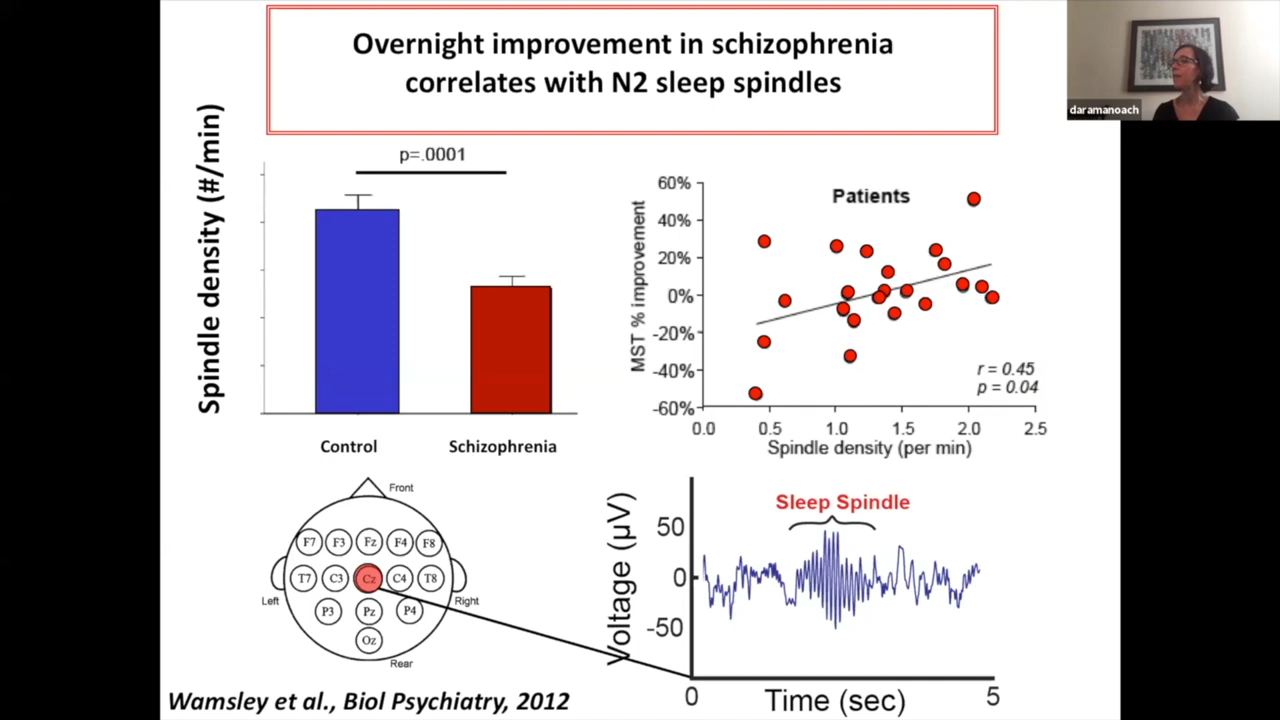 Overnight improvement in schizophrenia
correlates with N2 sleep spindles
daramanoach
Spindle density (#/min)
p=.0001
Control
Schizophrenia
MST % improvement
60%
40%
20%
0%
-20%
-40%
-60%
Patients
r = 0.45
p = 0.04
0.0 0.5 1.0 1.5 2.0 2.5
Spindle density (per min)
Front
F7 F3 Fz F4 F8
T7 C3 Cz C4 T8
Left
Right
P3 Pz P4
Oz
Rear
Voltage (µV)
Sleep Spindle
50
0
-50
0 5
Time (sec)
Wamsley et al., Biol Psychiatry, 2012